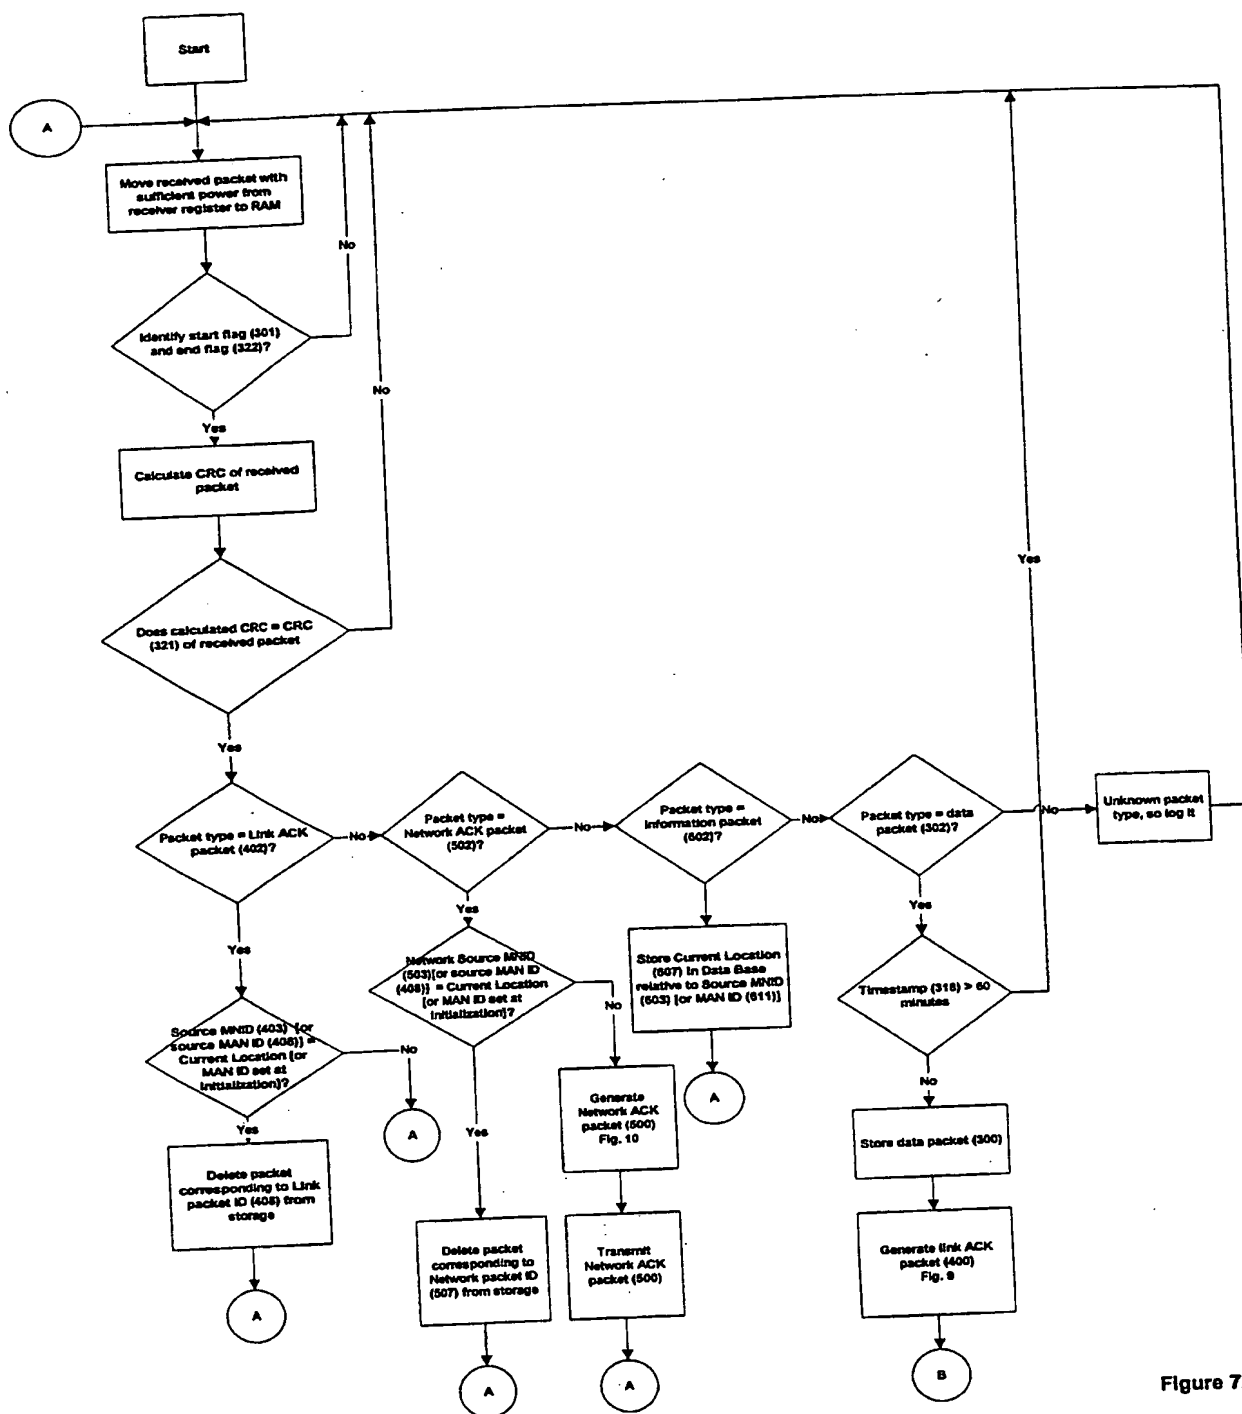 Start
A
Move received packet with
sufficient power from
receiver register to RAM
No
Identify start flag (301)
and end flag (322)?
No
Yes
Calculate CRC of received
packet
Yes
Does calculated CRC = CRC
(321) of received packet
Yes
Packet type = Link ACK
packet (402)?
No
Packet type =
Network ACK packet
(502)?
No
Packet type =
Information packet
(602)?
No
Packet type = data
packet (302)?
No
Unknown packet
type, so log it
Yes
Yes
Yes
Network Source MNID
(503)[or source MAN ID
(408)] = Current Location
[or MAN ID set at
Initialization]?
No
Store Current Location
(607) In Data Base
relative to Source MNID
(603) [or MAN ID (611)]
Timestamp (316) > 60
minutes
Source MNID (403) [or
source MAN ID (408)] =
Current Location [or
MAN ID set at
Initialization]?
No
A
Yes
Yes
Generate
Network ACK
packet (500)
Fig. 10
A
No
Store data packet (300)
Delete packet
corresponding to Link
packet ID (408) from
storage
Delete packet
corresponding to
Network packet ID
(507) from storage
Transmit
Network ACK
packet (500)
Generate link ACK
packet (400)
Fig. 9
A
A
A
B
Figure 7